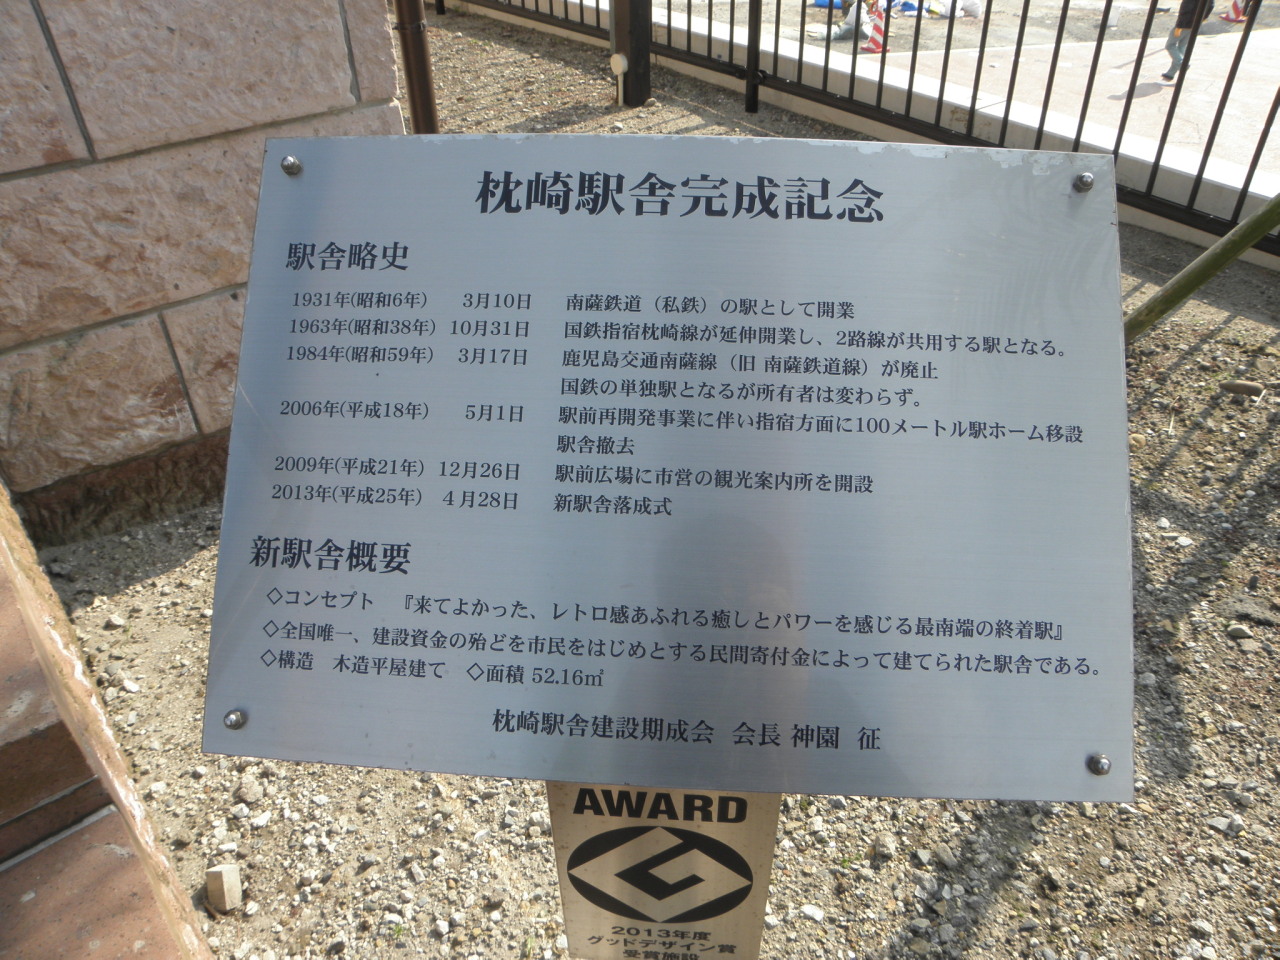 枕崎駅舎完成記念
駅舎略史
1931年(昭和6年) 3月10日 南薩鉄道（私鉄）の駅として開業
1963年(昭和38年) 10月31日 国鉄指宿枕崎線が延伸開業し、2路線が共用する駅となる。
1984年(昭和59年) 3月17日 鹿児島交通南薩線（旧 南薩鉄道線）が廃止
国鉄の単独駅となるが所有者は変わらず。
2006年(平成18年) 5月1日 駅前再開発事業に伴い指宿方面に100メートル駅ホーム移設
駅舎撤去
2009年(平成21年) 12月26日 駅前広場に市営の観光案内所を開設
2013年(平成25年) 4月28日 新駅舎落成式
新駅舎概要
◇コンセプト 『来てよかった、レトロ感あふれる癒しとパワーを感じる最南端の終着駅』
◇全国唯一、建設資金の殆どを市民をはじめとする民間寄付金によって建てられた駅舎である。
◇構造 木造平屋建て ◇面積 52.16㎡
枕崎駅舎建設期成会 会長 神園 征
AWARD
2013年度
グッドデザイン賞
受賞施設